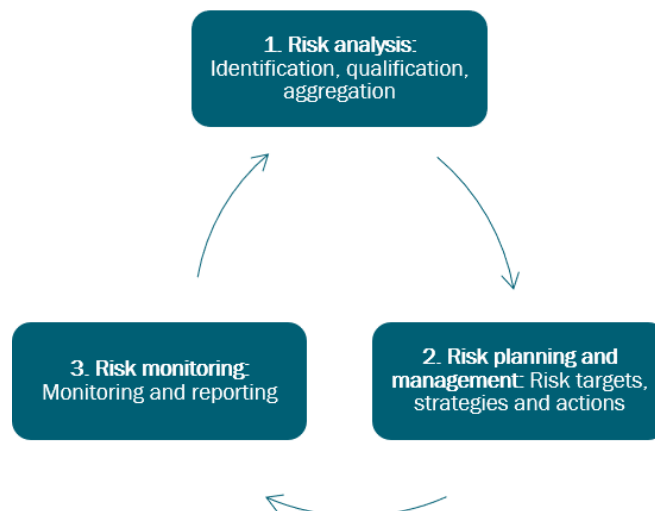 1. Risk analysis:
Identification, qualification,
aggregation
2. Risk planning and
management: Risk targets,
strategies and actions
3. Risk monitoring:
Monitoring and reporting